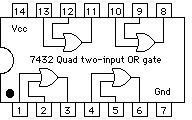 14 13 12 11 10 9 8
Vcc
7432 Quad two-input OR gate
Gnd
1 2 3 4 5 6 7